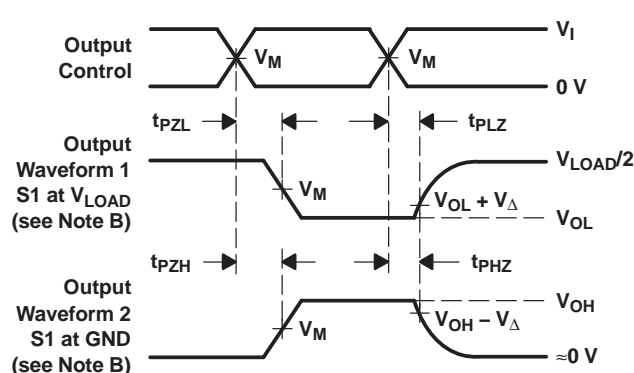 Output
Control
V_M
V_M
V_I
0 V
t_PZL
t_PLZ
Output
Waveform 1
S1 at V_LOAD
(see Note B)
V_M
V_LOAD/2
V_OL + V_Δ
V_OL
t_PZH
t_PHZ
Output
Waveform 2
S1 at GND
(see Note B)
V_M
V_OH
V_OH − V_Δ
≈0 V